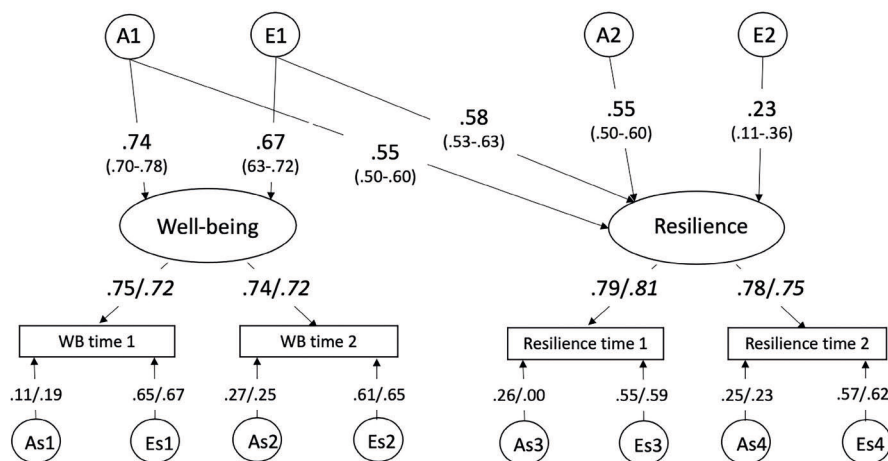 A1 E1 A2 E2
.74
(.70-.78)
.67
(63-.72)
.55
(.50-.60)
.58
(.53-.63)
.55
(.50-.60)
.23
(.11-.36)
Well-being
Resilience
.75/.72 .74/.72 .79/.81 .78/.75
WB time 1 WB time 2 Resilience time 1 Resilience time 2
.11/.19 .65/.67 .27/.25 .61/.65 .26/.00 .55/.59 .25/.23 .57/.62
As1 Es1 As2 Es2 As3 Es3 As4 Es4